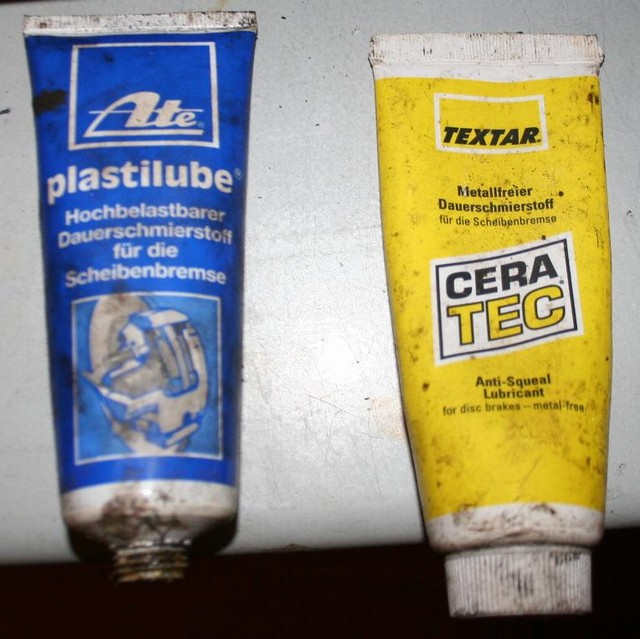 Ate
plastilube®
Hochbelastbarer
Dauerschmierstoff
für die
Scheibenbremse
TEXTAR®
Metallfreier
Dauerschmierstoff
für die Scheibenbremse
CERA
TEC®
Anti-Squeal
Lubricant
for disc brakes – metal-free